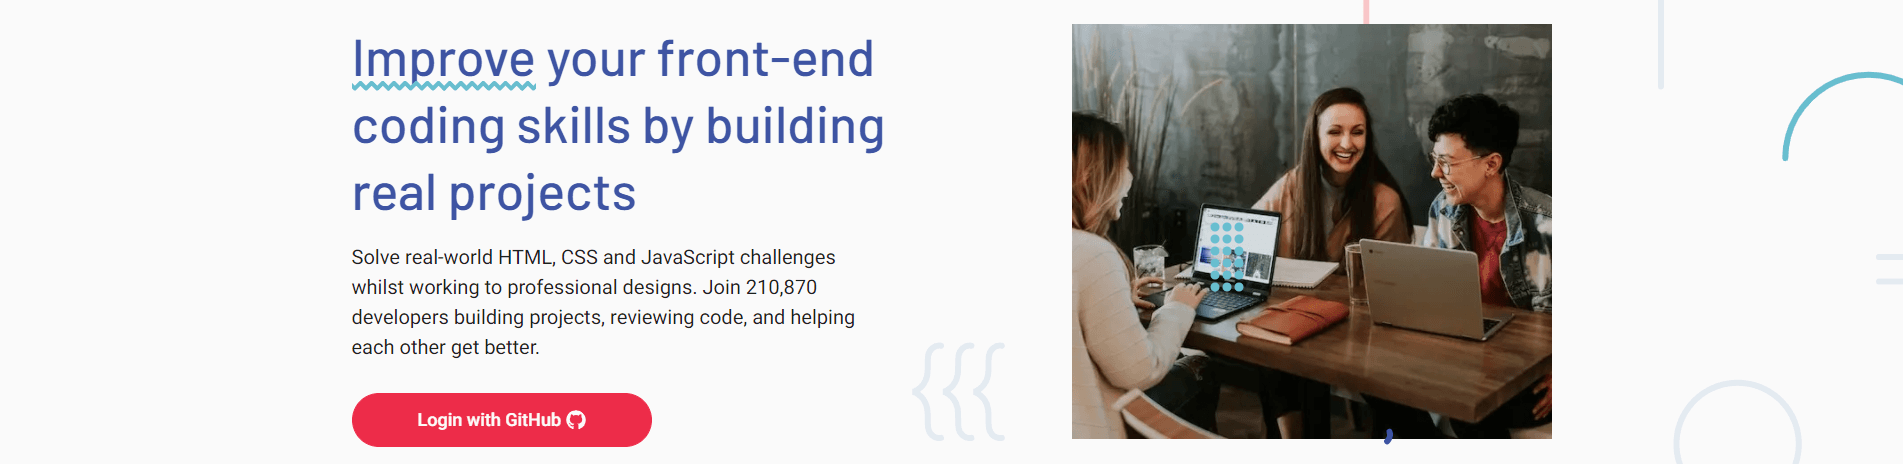 Improve your front-end
coding skills by building
real projects
Solve real-world HTML, CSS and JavaScript challenges
whilst working to professional designs. Join 210,870
developers building projects, reviewing code, and helping
each other get better.
Login with GitHub